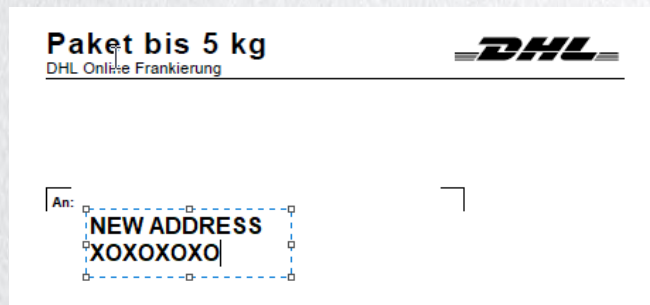 Paket bis 5 kg
DHL
DHL Online Frankierung
An:
NEW ADDRESS
XOXOXOXO